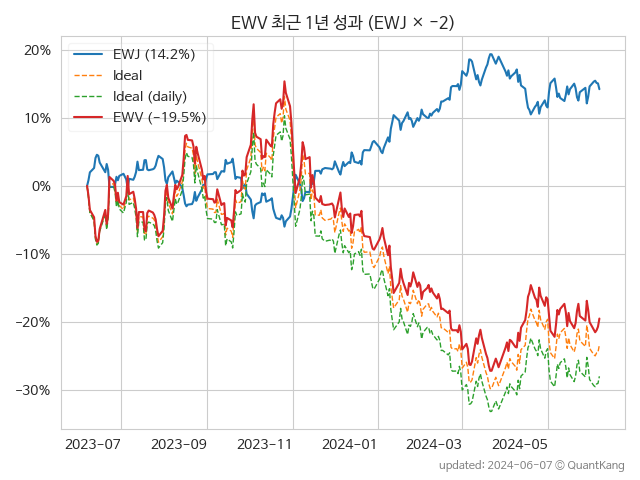 EWV 최근 1년 성과 (EWJ × −2)
EWJ (14.2%)
Ideal
Ideal (daily)
EWV (−19.5%)
20%
10%
0%
−10%
−20%
−30%
2023-07 2023-09 2023-11 2024-01 2024-03 2024-05
updated: 2024-06-07 ⓒ QuantKang